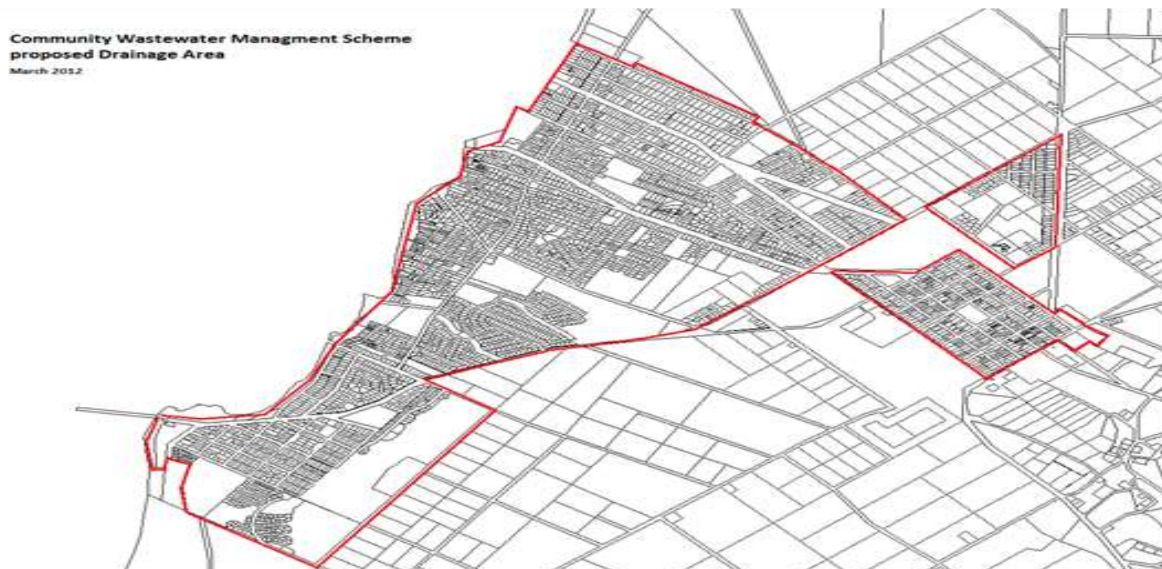 Community Wastewater Managment Scheme
proposed Drainage Area
March 2012